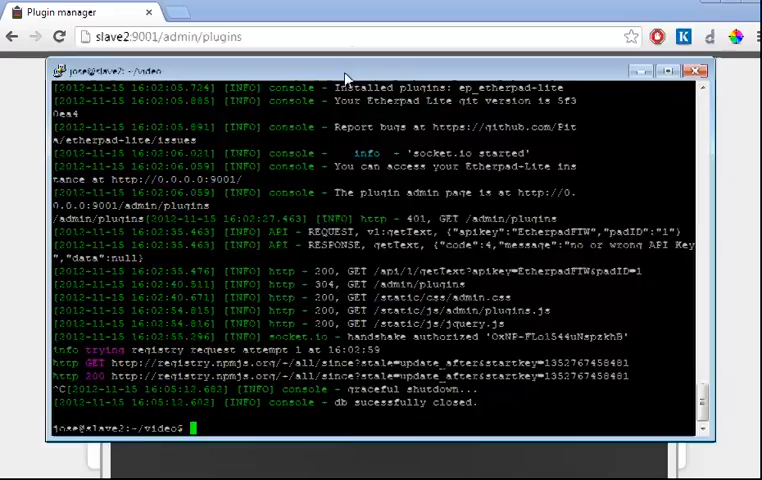 Plugin manager
slave2:9001/admin/plugins
jose@slave2: ~/video
[2012-11-15 16:02:05.724] [INFO] console - Installed plugins: ep_etherpad-lite
[2012-11-15 16:02:05.885] [INFO] console - Your Etherpad Lite git version is 5f3
0ea4
[2012-11-15 16:02:05.891] [INFO] console - Report bugs at https://github.com/Pit
a/etherpad-lite/issues
[2012-11-15 16:02:06.021] [INFO] console - info - 'socket.io started'
[2012-11-15 16:02:06.059] [INFO] console - You can access your Etherpad-Lite ins
tance at http://0.0.0.0:9001/
[2012-11-15 16:02:06.059] [INFO] console - The plugin admin page is at http://0.
0.0.0:9001/admin/plugins
/admin/plugins[2012-11-15 16:02:27.463] [INFO] http - 401, GET /admin/plugins
[2012-11-15 16:02:35.463] [INFO] API - REQUEST, v1:getText, {"apikey":"EtherpadFTW","padID":"1"}
[2012-11-15 16:02:35.463] [INFO] API - RESPONSE, getText, {"code":4,"message":"no or wrong API Key
","data":null}
[2012-11-15 16:02:35.476] [INFO] http - 200, GET /api/1/getText?apikey=EtherpadFTW&padID=1
[2012-11-15 16:02:40.511] [INFO] http - 304, GET /admin/plugins
[2012-11-15 16:02:40.671] [INFO] http - 200, GET /static/css/admin.css
[2012-11-15 16:02:54.815] [INFO] http - 200, GET /static/js/admin/plugins.js
[2012-11-15 16:02:54.816] [INFO] http - 200, GET /static/js/jquery.js
[2012-11-15 16:02:55.296] [INFO] socket.io - handshake authorized
info trying registry request attempt 1 at 16:02:59
http GET http://registry.npmjs.org/-/all/since?stale=update_after&startkey=1352767458481
http 200 http://registry.npmjs.org/-/all/since?stale=update_after&startkey=1352767458481
^C[2012-11-15 16:05:12.682] [INFO] console - graceful shutdown...
[2012-11-15 16:05:12.602] [INFO] console - db sucessfully closed.
jose@slave2:~/video$